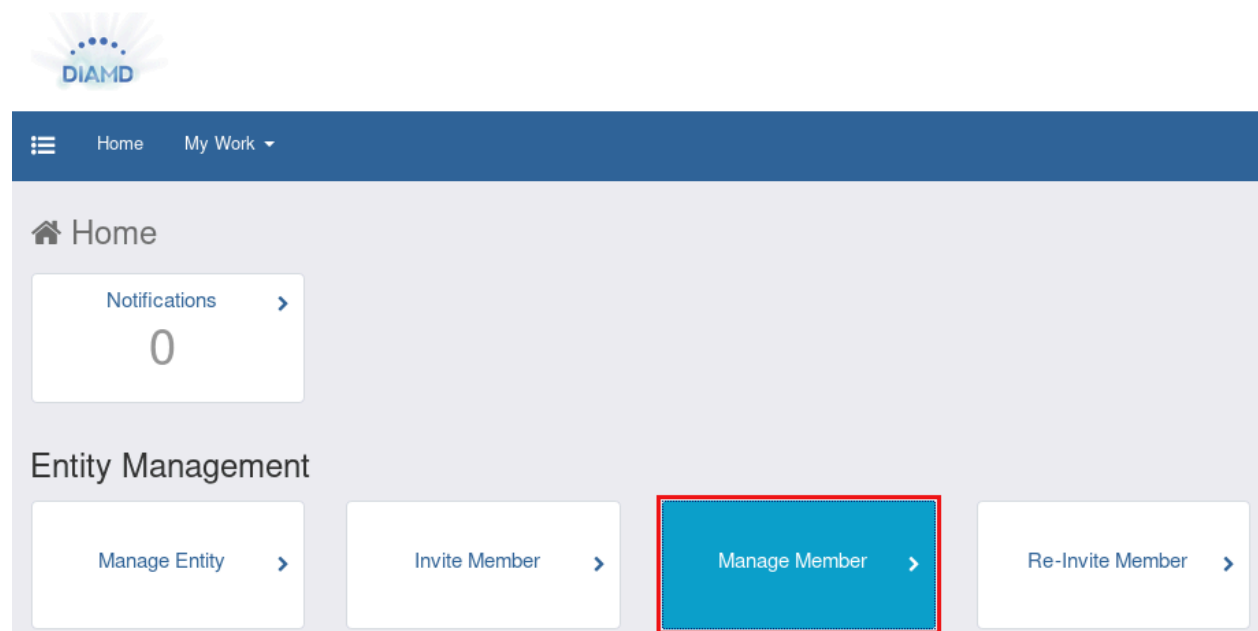 DIAMD
Home My Work
Home
Notifications
0
Entity Management
Manage Entity Invite Member Manage Member Re-Invite Member